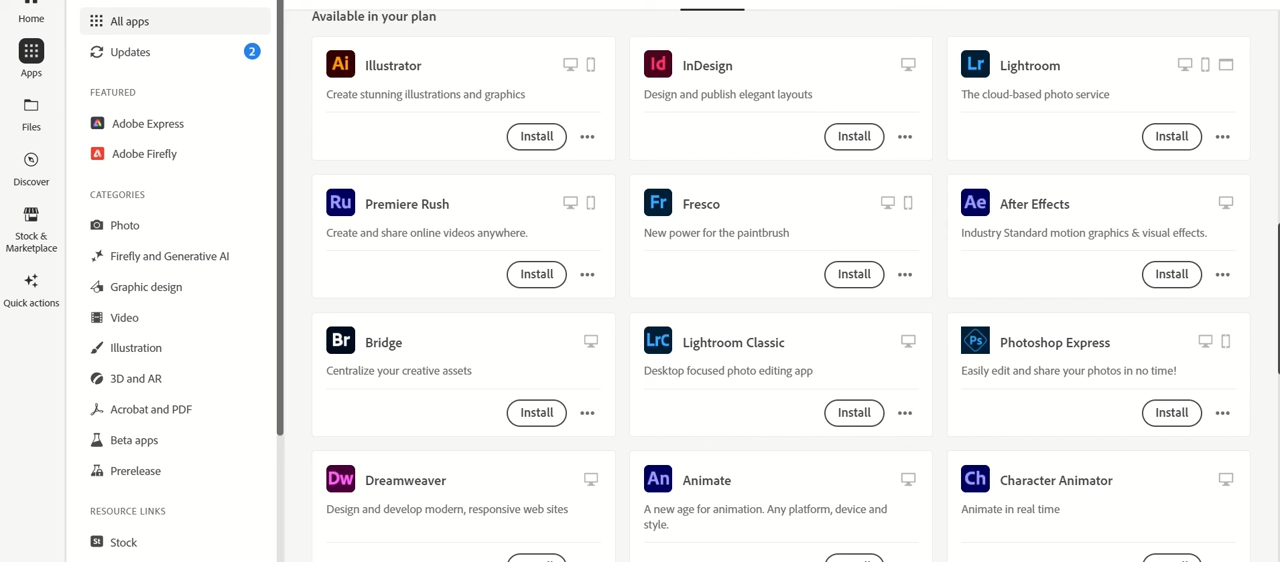 Home
Apps
Files
Discover
Stock &
Marketplace
Quick actions
All apps
Updates
2
FEATURED
Adobe Express
Adobe Firefly
CATEGORIES
Photo
Firefly and Generative AI
Graphic design
Video
Illustration
3D and AR
Acrobat and PDF
Beta apps
Prerelease
RESOURCE LINKS
St
Stock
Available in your plan
Ai
Illustrator
Create stunning illustrations and graphics
Install
Id
InDesign
Design and publish elegant layouts
Install
Lr
Lightroom
The cloud-based photo service
Install
Ru
Premiere Rush
Create and share online videos anywhere.
Install
Fr
Fresco
New power for the paintbrush
Install
Ae
After Effects
Industry Standard motion graphics & visual effects.
Install
Br
Bridge
Centralize your creative assets
Install
LrC
Lightroom Classic
Desktop focused photo editing app
Install
Ps
Photoshop Express
Easily edit and share your photos in no time!
Install
Dw
Dreamweaver
Design and develop modern, responsive web sites
An
Animate
A new age for animation. Any platform, device and
style.
Ch
Character Animator
Animate in real time